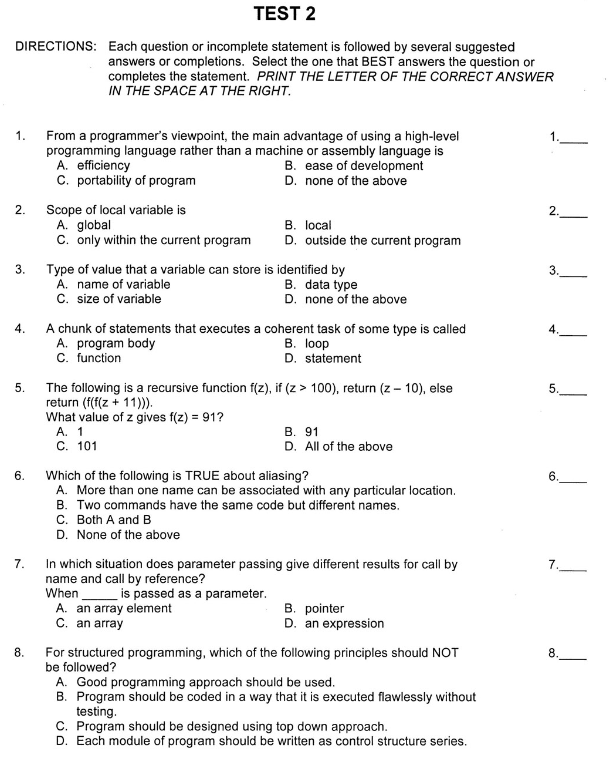 TEST 2
DIRECTIONS: Each question or incomplete statement is followed by several suggested
answers or completions. Select the one that BEST answers the question or
completes the statement. PRINT THE LETTER OF THE CORRECT ANSWER
IN THE SPACE AT THE RIGHT.
1. From a programmer's viewpoint, the main advantage of using a high-level 1.____
programming language rather than a machine or assembly language is
A. efficiency B. ease of development
C. portability of program D. none of the above
2. Scope of local variable is 2.____
A. global B. local
C. only within the current program D. outside the current program
3. Type of value that a variable can store is identified by 3.____
A. name of variable B. data type
C. size of variable D. none of the above
4. A chunk of statements that executes a coherent task of some type is called 4.____
A. program body B. loop
C. function D. statement
5. The following is a recursive function f(z), if (z > 100), return (z – 10), else 5.____
return (f(f(z + 11))).
What value of z gives f(z) = 91?
A. 1 B. 91
C. 101 D. All of the above
6. Which of the following is TRUE about aliasing? 6.____
A. More than one name can be associated with any particular location.
B. Two commands have the same code but different names.
C. Both A and B
D. None of the above
7. In which situation does parameter passing give different results for call by 7.____
name and call by reference?
When _____ is passed as a parameter.
A. an array element B. pointer
C. an array D. an expression
8. For structured programming, which of the following principles should NOT 8.____
be followed?
A. Good programming approach should be used.
B. Program should be coded in a way that it is executed flawlessly without
testing.
C. Program should be designed using top down approach.
D. Each module of program should be written as control structure series.